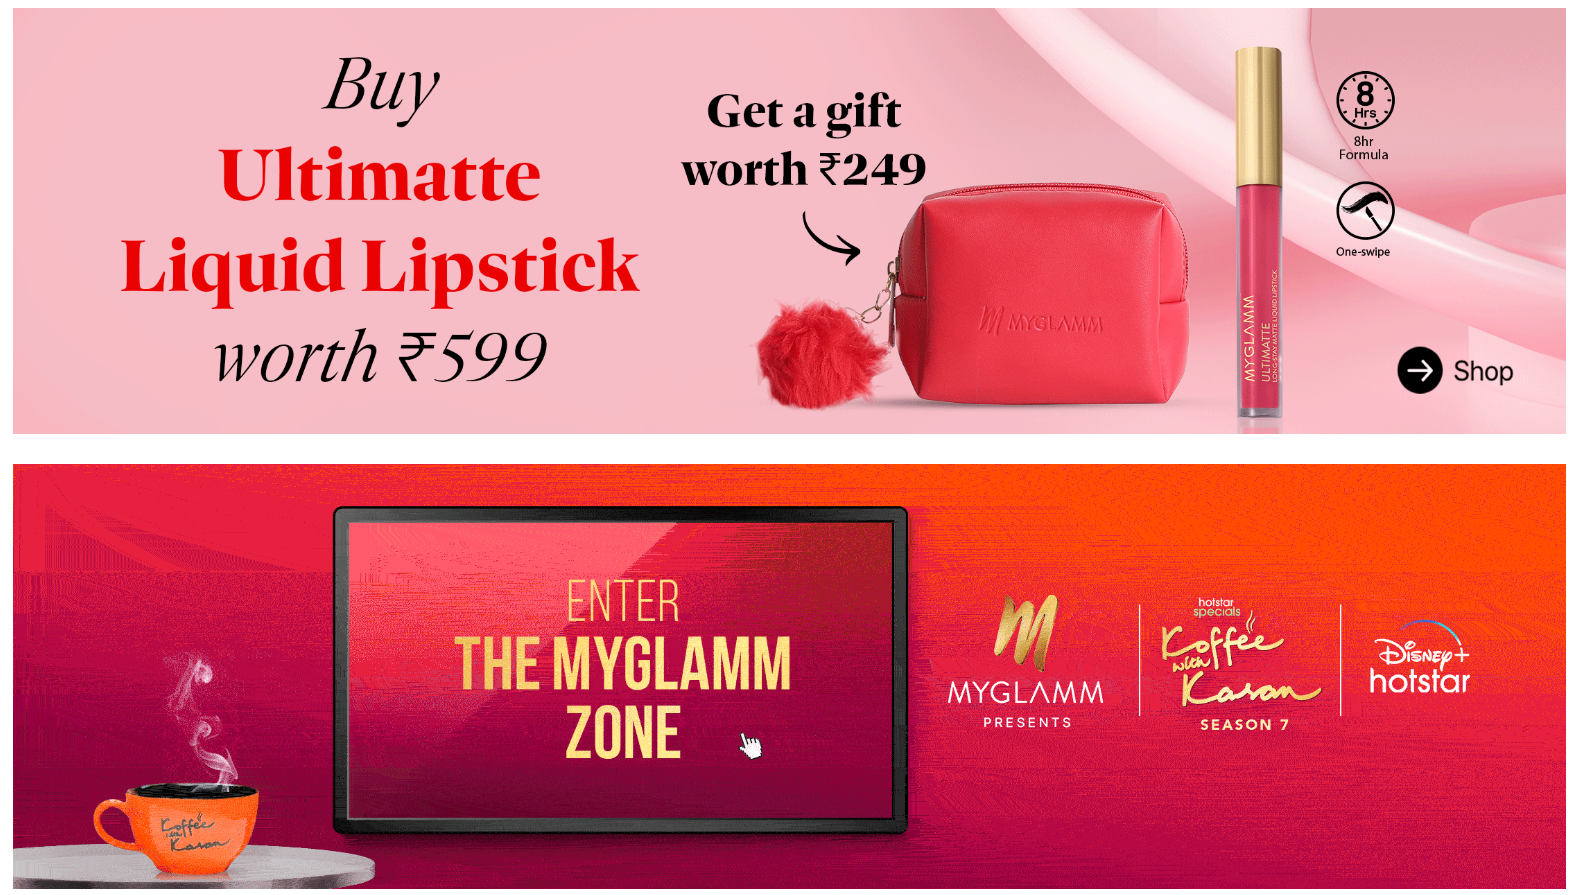 Buy
Ultimatte
Liquid Lipstick
worth ₹599
Get a gift
worth ₹249
MYGLAMM
MYGLAMM
ULTIMATTE
LONG-STAY MATTE LIQUID LIPSTICK
8
Hrs
8hr
Formula
One-swipe
Shop
ENTER
THE MYGLAMM
ZONE
Koffee
with
Karan
MYGLAMM
PRESENTS
hotstar
specials
Koffee
with
Karan
SEASON 7
Disney+
hotstar